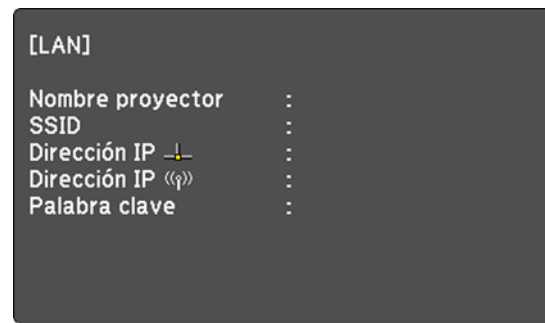 [LAN]
Nombre proyector :
SSID :
Dirección IP :
Dirección IP :
Palabra clave :